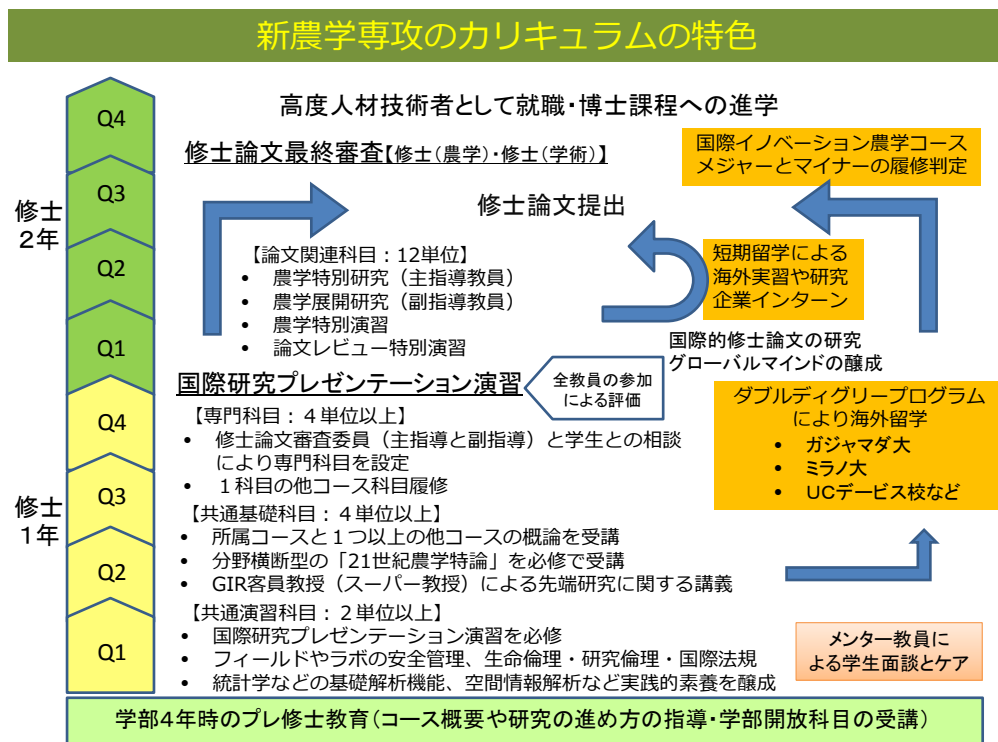 新農学専攻のカリキュラムの特色
高度人材技術者として就職・博士課程への進学
修士論文最終審査【修士(農学)・修士(学術)】
国際イノベーション農学コース
メジャーとマイナーの履修判定
修士論文提出
修士
2年
Q4
Q3
Q2
Q1
【論文関連科目：12単位】
• 農学特別研究（主指導教員）
• 農学展開研究（副指導教員）
• 農学特別演習
• 論文レビュー特別演習
短期留学による
海外実習や研究
企業インターン
国際的修士論文の研究
グローバルマインドの醸成
国際研究プレゼンテーション演習
全教員の参加
による評価
ダブルディグリープログラム
により海外留学
• ガジャマダ大
• ミラノ大
• UCデービス校など
修士
1年
Q4
Q3
Q2
Q1
【専門科目：４単位以上】
• 修士論文審査委員（主指導と副指導）と学生との相談
により専門科目を設定
• １科目の他コース科目履修
【共通基礎科目：４単位以上】
• 所属コースと１つ以上の他コースの概論を受講
• 分野横断型の「21世紀農学特論」を必修で受講
• GIR客員教授（スーパー教授）による先端研究に関する講義
【共通演習科目：２単位以上】
• 国際研究プレゼンテーション演習を必修
• フィールドやラボの安全管理、生命倫理・研究倫理・国際法規
• 統計学などの基礎解析機能、空間情報解析など実践的素養を醸成
メンター教員に
よる学生面談とケア
学部4年時のプレ修士教育(コース概要や研究の進め方の指導・学部開放科目の受講)